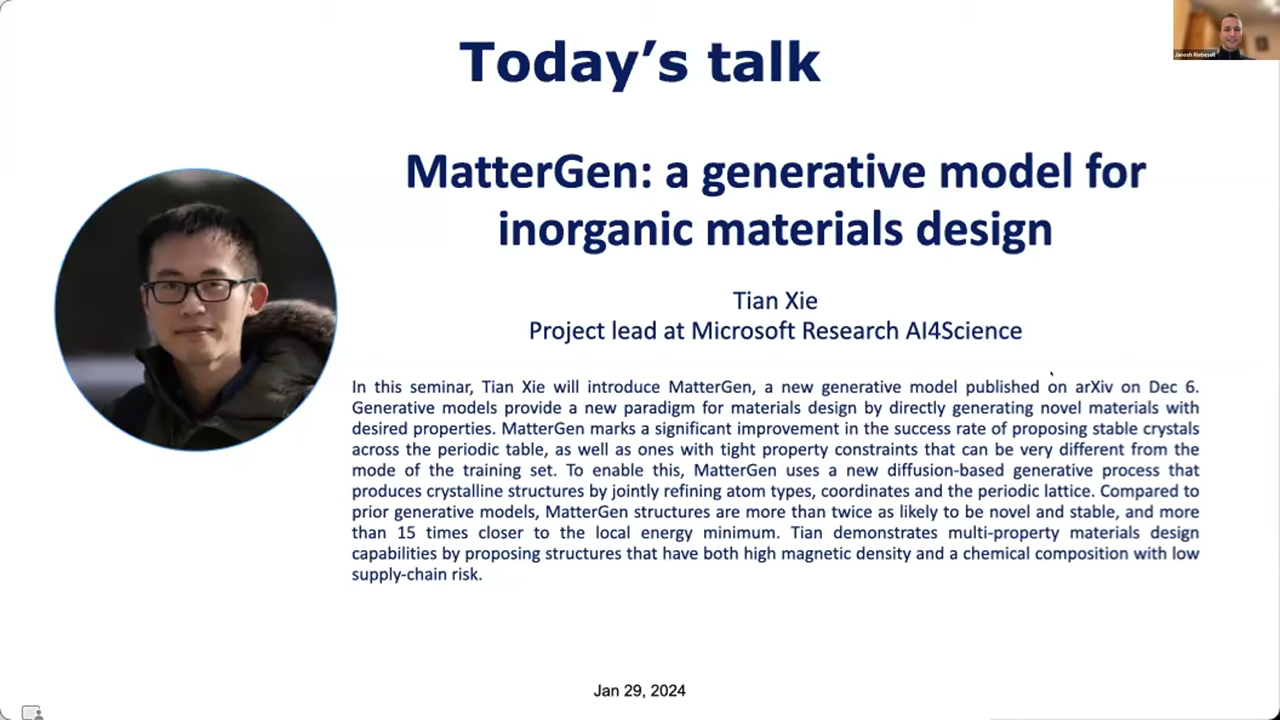 Today's talk
Janosh Riebesell
MatterGen: a generative model for
inorganic materials design
Tian Xie
Project lead at Microsoft Research AI4Science
In this seminar, Tian Xie will introduce MatterGen, a new generative model published on arXiv on Dec 6.
Generative models provide a new paradigm for materials design by directly generating novel materials with
desired properties. MatterGen marks a significant improvement in the success rate of proposing stable crystals
across the periodic table, as well as ones with tight property constraints that can be very different from the
mode of the training set. To enable this, MatterGen uses a new diffusion-based generative process that
produces crystalline structures by jointly refining atom types, coordinates and the periodic lattice. Compared to
prior generative models, MatterGen structures are more than twice as likely to be novel and stable, and more
than 15 times closer to the local energy minimum. Tian demonstrates multi-property materials design
capabilities by proposing structures that have both high magnetic density and a chemical composition with low
supply-chain risk.
Jan 29, 2024